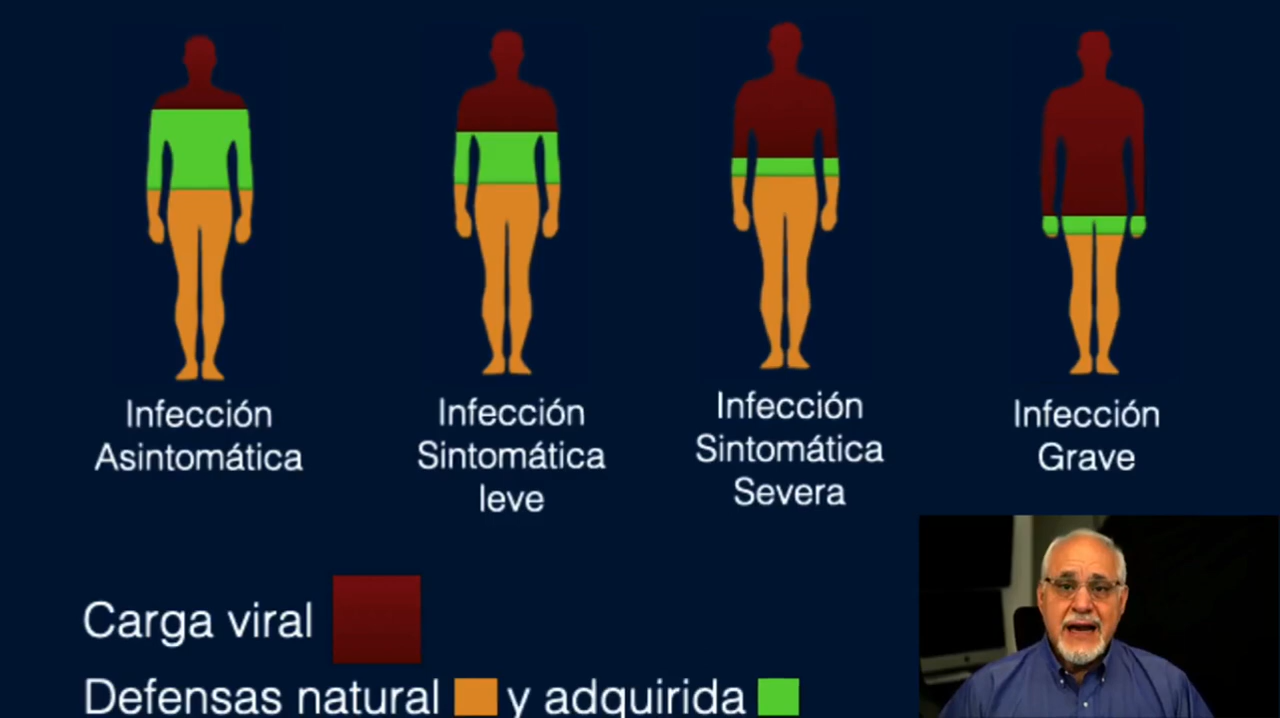 Infección
Asintomática
Infección
Sintomática
leve
Infección
Sintomática
Severa
Infección
Grave
Carga viral
Defensas natural y adquirida